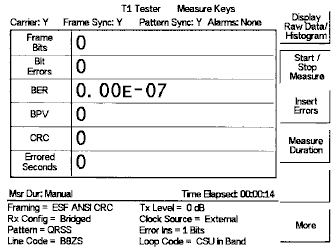 T1 Tester Measure Keys
Carrier: Y Frame Sync: Y Pattern Sync: Y Alarms: None
Display Raw Data/ Histogram
Frame Bits 0
Start / Stop Measure
Bit Errors 0
BER 0.00E-07
Insert Errors
BPV 0
CRC 0
Measure Duration
Errored Seconds 0
Msr Dur: Manual Time Elapsed: 00:00:14
Framing = ESF ANSI CRC Tx Level = 0 dB
Rx Config = Bridged Clock Source = External
Pattern = QRSS Error Ins = 1 Bits
Line Code = B8ZS Loop Code = CSU in Band
More